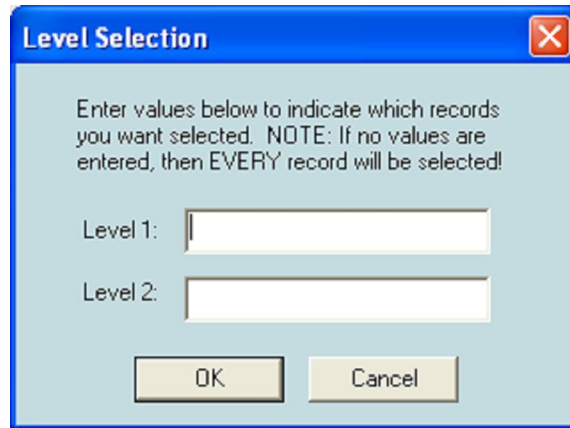 Level Selection
Enter values below to indicate which records
you want selected.  NOTE: If no values are
entered, then EVERY record will be selected!
Level 1:
Level 2:
OK
Cancel